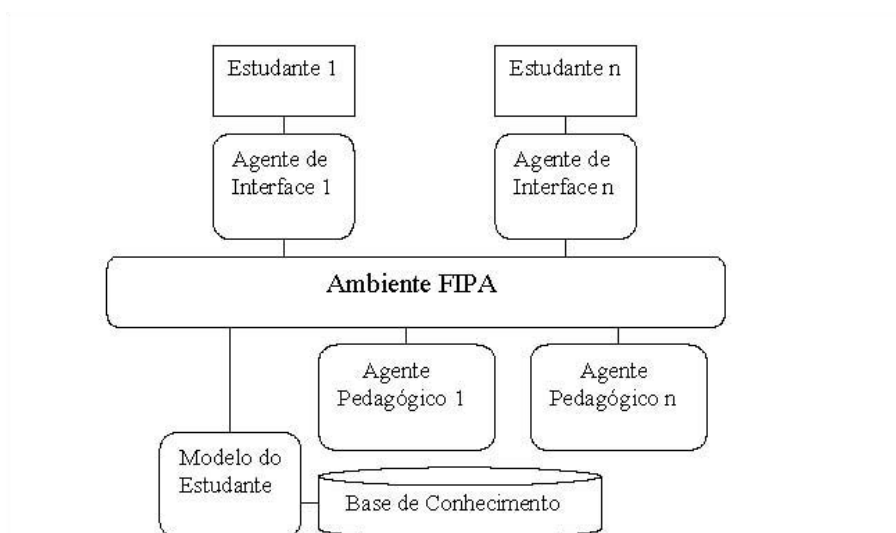 Estudante 1
Estudante n
Agente de
Interface 1
Agente de
Interface n
Ambiente FIPA
Agente
Pedagógico 1
Agente
Pedagógico n
Modelo do
Estudante
Base de Conhecimento